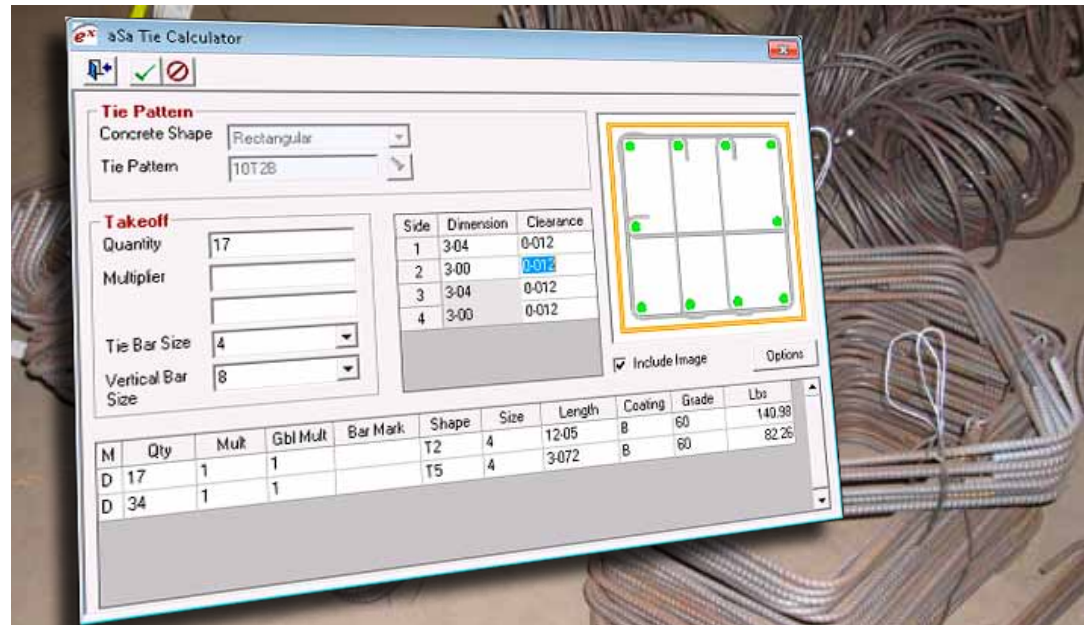 ex aSa Tie Calculator
Tie Pattern
Concrete Shape Rectangular
Tie Pattern 10T2B
Takeoff
Quantity 17
Multiplier
Tie Bar Size 4
Vertical Bar Size 8
Side Dimension Clearance
1 3-04 0-012
2 3-00 0-012
3 3-04 0-012
4 3-00 0-012
Include Image Options
M Qty Mult Gbl Mult Bar Mark Shape Size Length Coating Grade Lbs
D 17 1 1 T2 4 12-05 B 60 140.98
D 34 1 1 T5 4 3-072 B 60 82.26